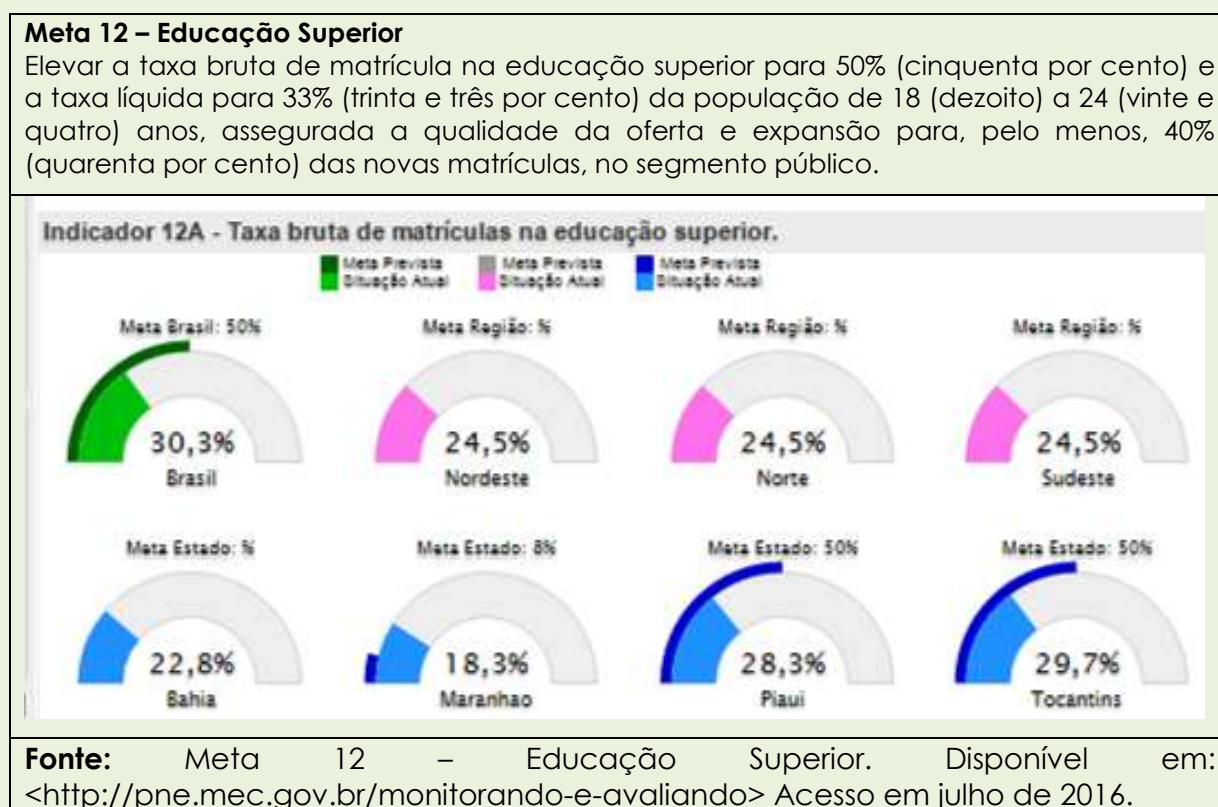 Meta 12 – Educação Superior
Elevar a taxa bruta de matrícula na educação superior para 50% (cinquenta por cento) e
a taxa líquida para 33% (trinta e três por cento) da população de 18 (dezoito) a 24 (vinte e
quatro) anos, assegurada a qualidade da oferta e expansão para, pelo menos, 40%
(quarenta por cento) das novas matrículas, no segmento público.
Indicador 12A - Taxa bruta de matrículas na educação superior.
Meta Prevista Meta Prevista Meta Prevista
Situação Atual Situação Atual Situação Atual
Meta Brasil: 50% Meta Região: % Meta Região: % Meta Região: %
30,3% 24,5% 24,5% 24,5%
Brasil Nordeste Norte Sudeste
Meta Estado: % Meta Estado: 8% Meta Estado: 50% Meta Estado: 50%
22,8% 18,3% 28,3% 29,7%
Bahia Maranhao Piaui Tocantins
Fonte: Meta 12 – Educação Superior. Disponível em:
<http://pne.mec.gov.br/monitorando-e-avaliando> Acesso em julho de 2016.